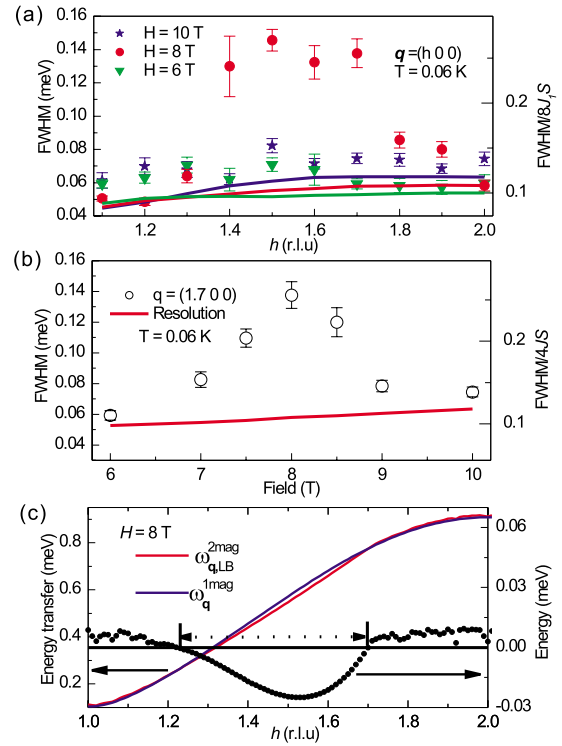 (a)
H = 10 T
H = 8 T
H = 6 T
q=(h 0 0)
T = 0.06 K
FWHM (meV)
0.16
0.14
0.12
0.10
0.08
0.06
0.04
FWHM/8J₁S
0.2
0.1
1.2 1.4 1.6 1.8 2.0
h (r.l.u)
(b)
q = (1.7 0 0)
Resolution
T = 0.06 K
FWHM (meV)
0.16
0.14
0.12
0.10
0.08
0.06
0.04
FWHM/4JS
0.2
0.1
6 7 8 9 10
Field (T)
(c)
H = 8 T
ω^{2mag}_{q,LB}
ω^{1mag}_{q}
Energy transfer (meV)
0.8
0.6
0.4
0.2
Energy (meV)
0.06
0.03
0.00
-0.03
1.0 1.2 1.4 1.6 1.8 2.0
h (r.l.u)